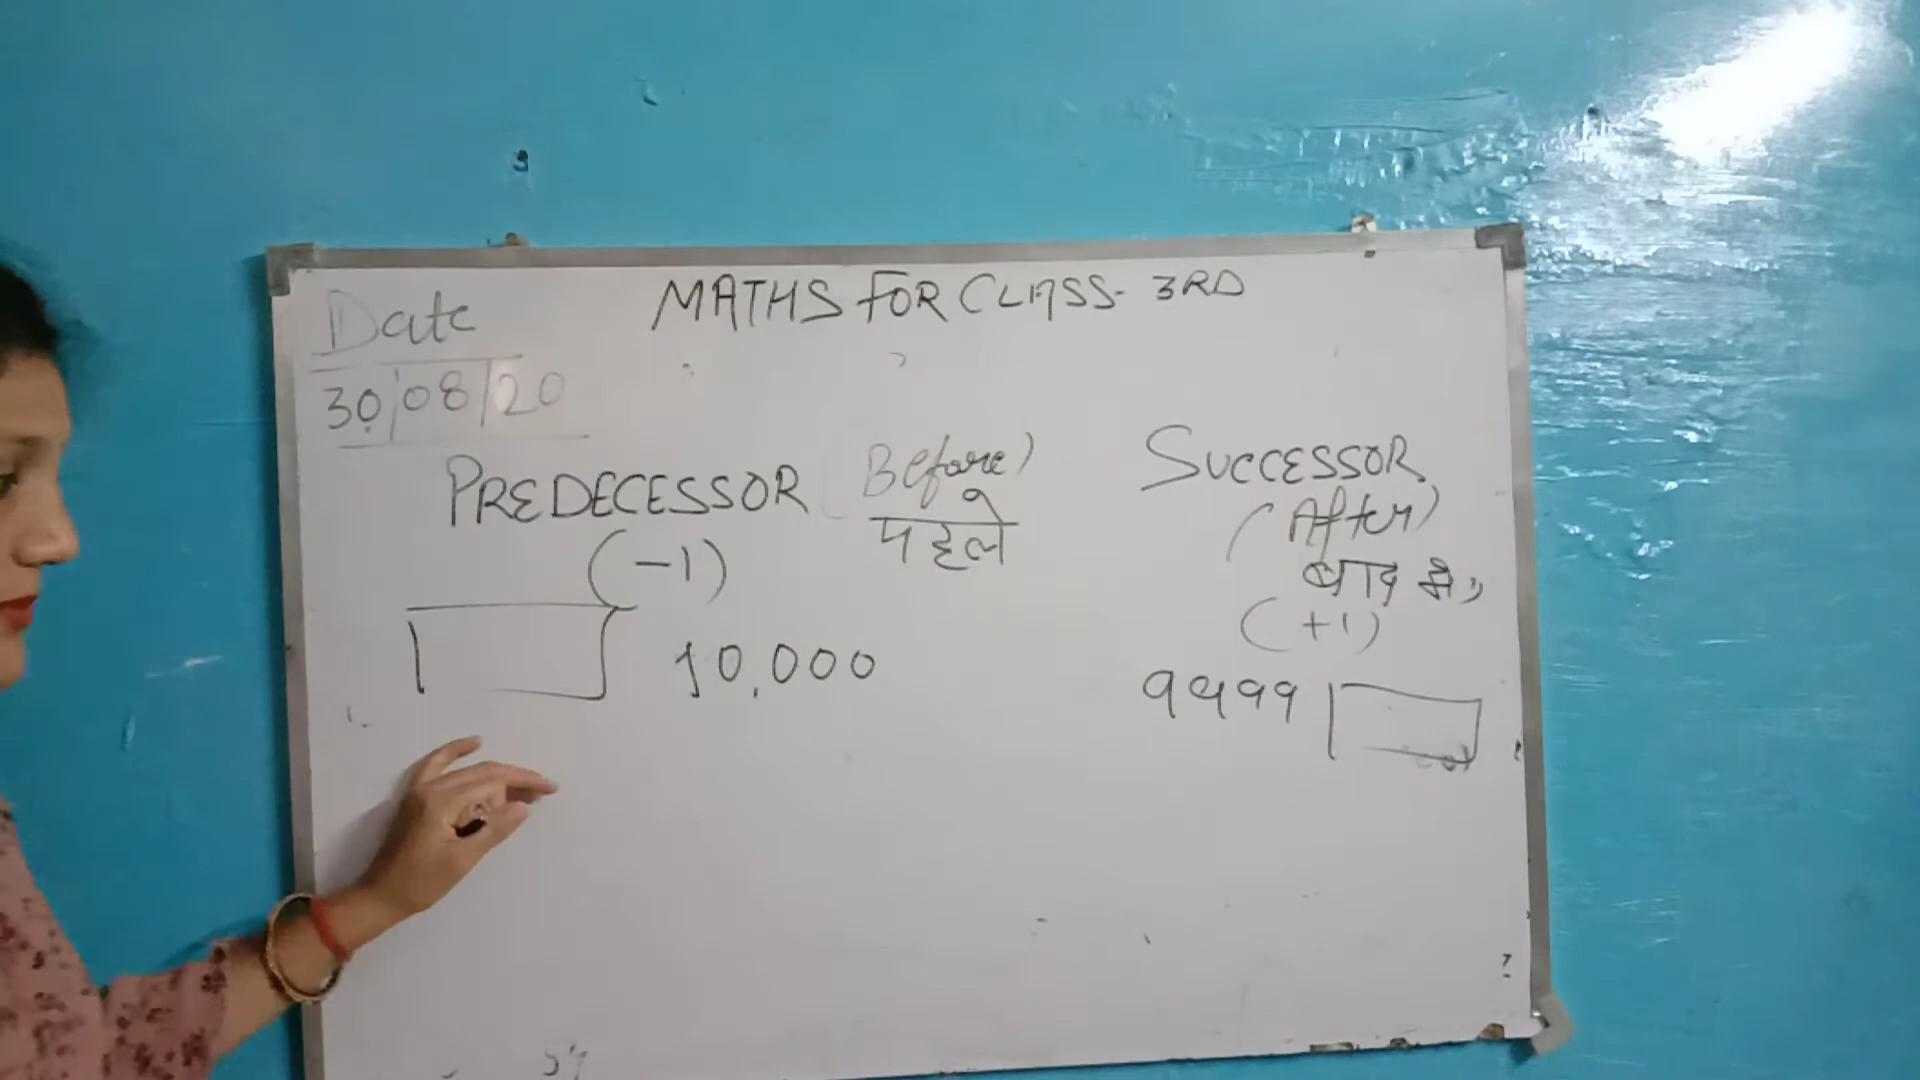 MATHS FOR CLASS- 3RD
Date
30/08/20
PREDECESSOR (Before)
पहले
(-1)
10,000
SUCCESSOR
(After)
बाद में
(+1)
9999